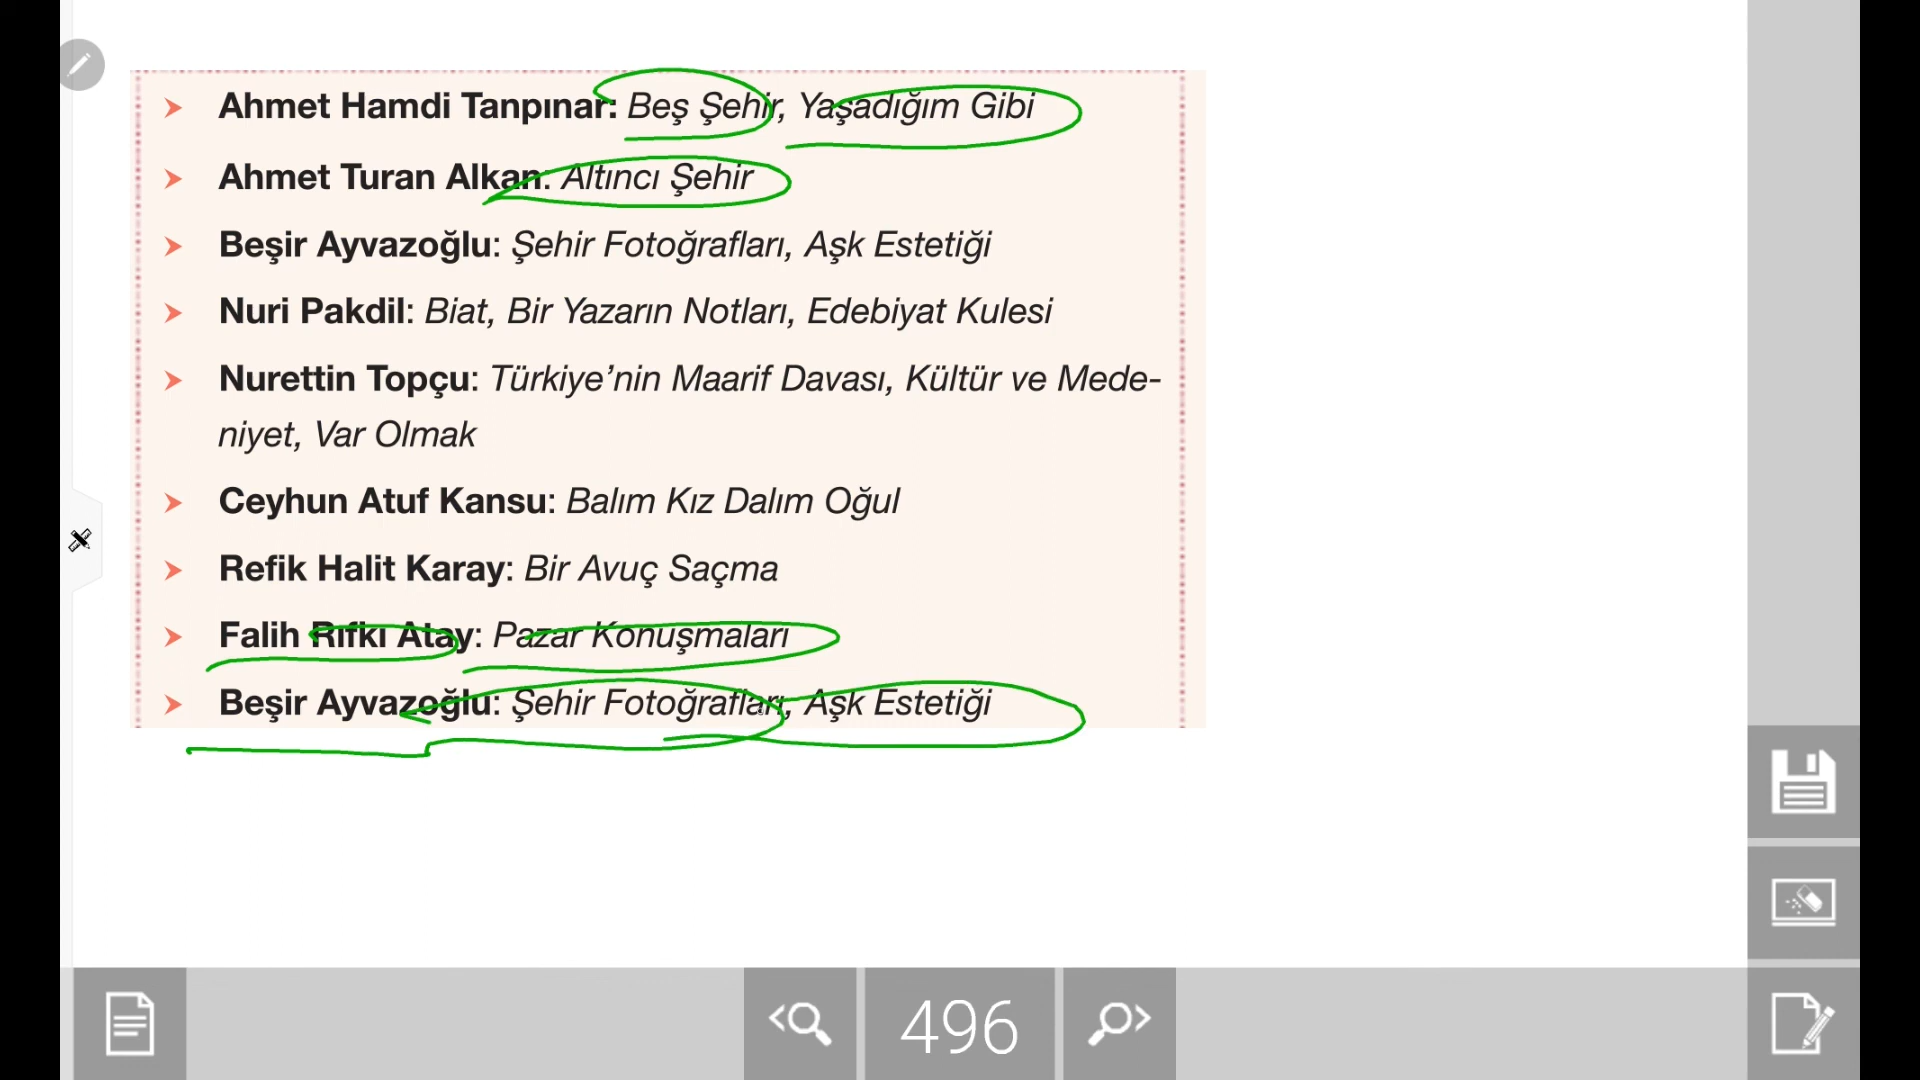 Ahmet Hamdi Tanpınar: Beş Şehir, Yaşadığım Gibi
Ahmet Turan Alkan: Altıncı Şehir
Beşir Ayvazoğlu: Şehir Fotoğrafları, Aşk Estetiği
Nuri Pakdil: Biat, Bir Yazarın Notları, Edebiyat Kulesi
Nurettin Topçu: Türkiye’nin Maarif Davası, Kültür ve Mede-
niyet, Var Olmak
Ceyhun Atuf Kansu: Balım Kız Dalım Oğul
Refik Halit Karay: Bir Avuç Saçma
Falih Rıfkı Atay: Pazar Konuşmaları
Beşir Ayvazoğlu: Şehir Fotoğrafları, Aşk Estetiği
496